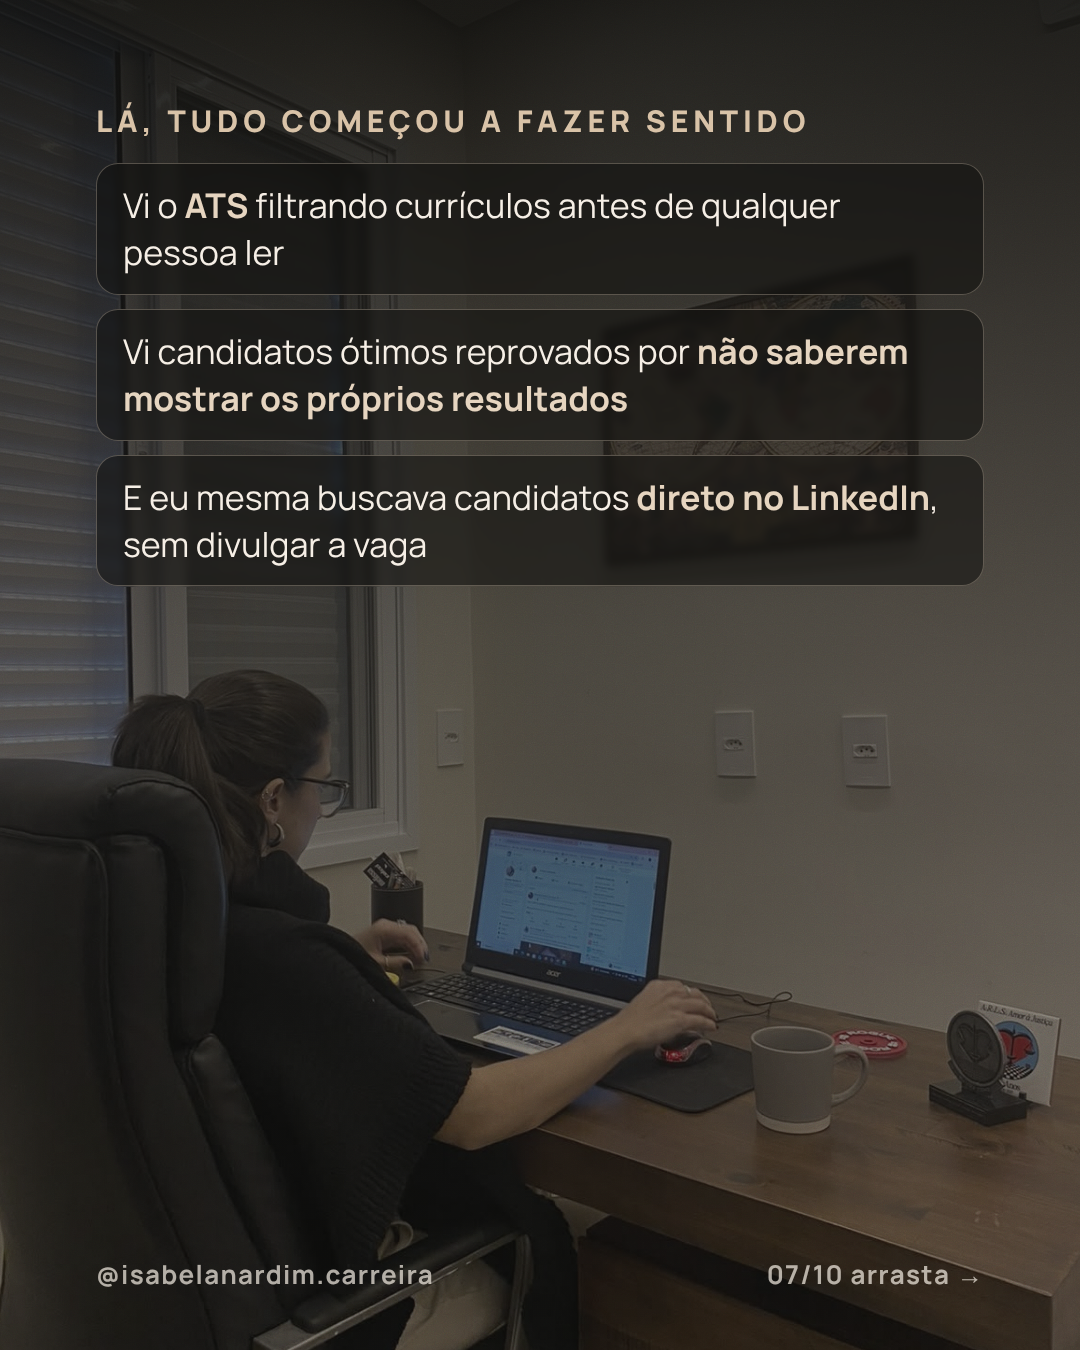 LÁ, TUDO COMEÇOU A FAZER SENTIDO
Vi o ATS filtrando currículos antes de qualquer
pessoa ler
Vi candidatos ótimos reprovados por não saberem
mostrar os próprios resultados
E eu mesma buscava candidatos direto no LinkedIn,
sem divulgar a vaga
acer
@isabelanardim.carreira
07/10 arrasta →